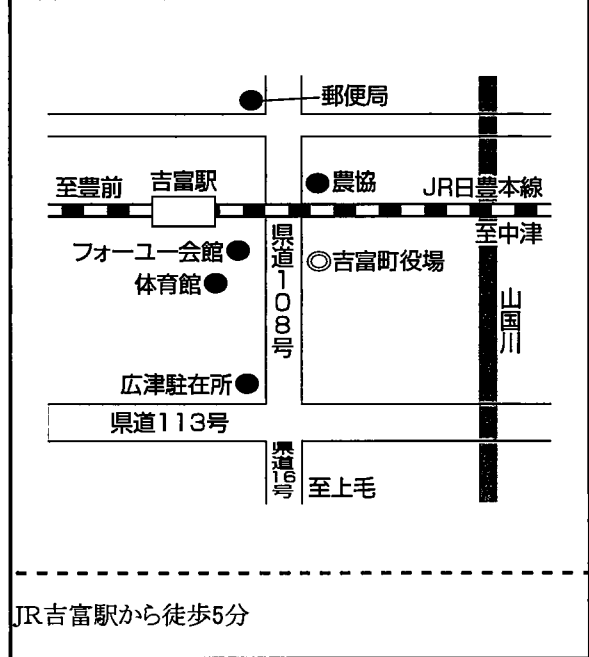 郵便局
至豊前
吉富駅
農協
JR日豊本線
至中津
フォーユー会館
体育館
県道108号
吉富町役場
山国川
広津駐在所
県道113号
県道16号
至上毛
JR吉富駅から徒歩5分